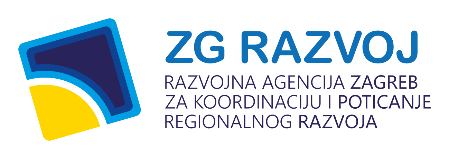 ZG RAZVOJ
RAZVOJNA AGENCIJA ZAGREB
ZA KOORDINACIJU I POTICANJE
REGIONALNOG RAZVOJA